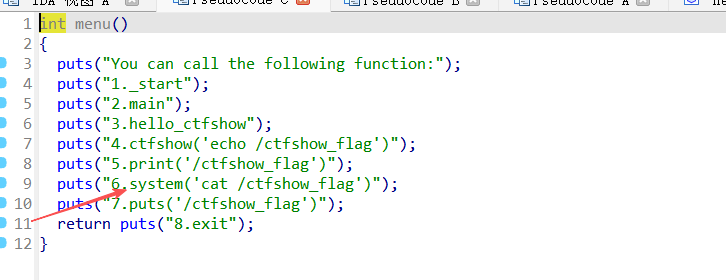 IDA 视图 A Pseudocode C Pseudocode B Pseudocode A
1 int menu()
2 {
3 puts("You can call the following function:");
4 puts("1._start");
5 puts("2.main");
6 puts("3.hello_ctfshow");
7 puts("4.ctfshow('echo /ctfshow_flag')");
8 puts("5.print('/ctfshow_flag')");
9 puts("6.system('cat /ctfshow_flag')");
10 puts("7.puts('/ctfshow_flag')");
11 return puts("8.exit");
12 }